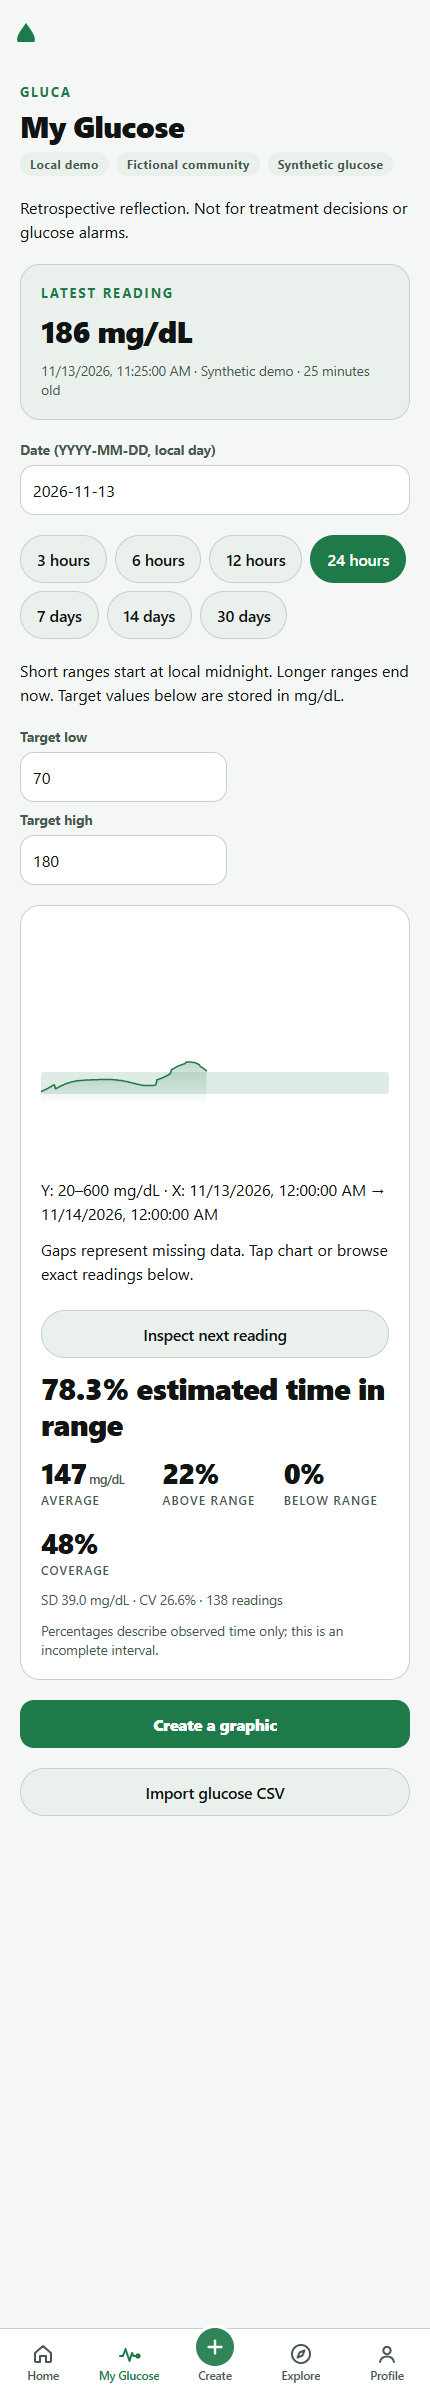 GLUCA
My Glucose
Local demo
Fictional community
Synthetic glucose
Retrospective reflection. Not for treatment decisions or
glucose alarms.
LATEST READING
186 mg/dL
11/13/2026, 11:25:00 AM · Synthetic demo · 25 minutes
old
Date (YYYY-MM-DD, local day)
2026-11-13
3 hours
6 hours
12 hours
24 hours
7 days
14 days
30 days
Short ranges start at local midnight. Longer ranges end
now. Target values below are stored in mg/dL.
Target low
70
Target high
180
Y: 20–600 mg/dL · X: 11/13/2026, 12:00:00 AM →
11/14/2026, 12:00:00 AM
Gaps represent missing data. Tap chart or browse
exact readings below.
Inspect next reading
78.3% estimated time in
range
147 mg/dL
AVERAGE
22%
ABOVE RANGE
0%
BELOW RANGE
48%
COVERAGE
SD 39.0 mg/dL · CV 26.6% · 138 readings
Percentages describe observed time only; this is an
incomplete interval.
Create a graphic
Import glucose CSV
Home
My Glucose
Create
Explore
Profile